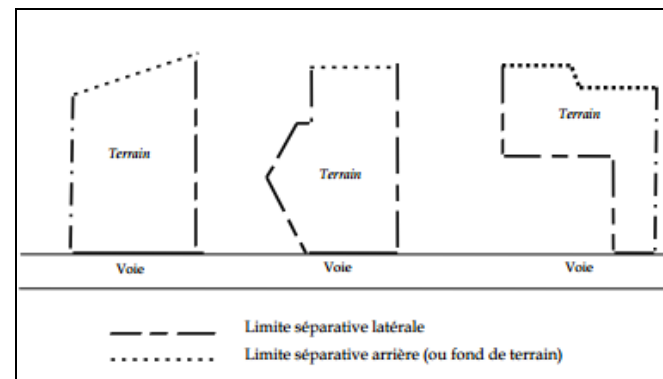 Terrain
Terrain
Terrain
Voie
Voie
Voie
Limite séparative latérale
Limite séparative arrière (ou fond de terrain)